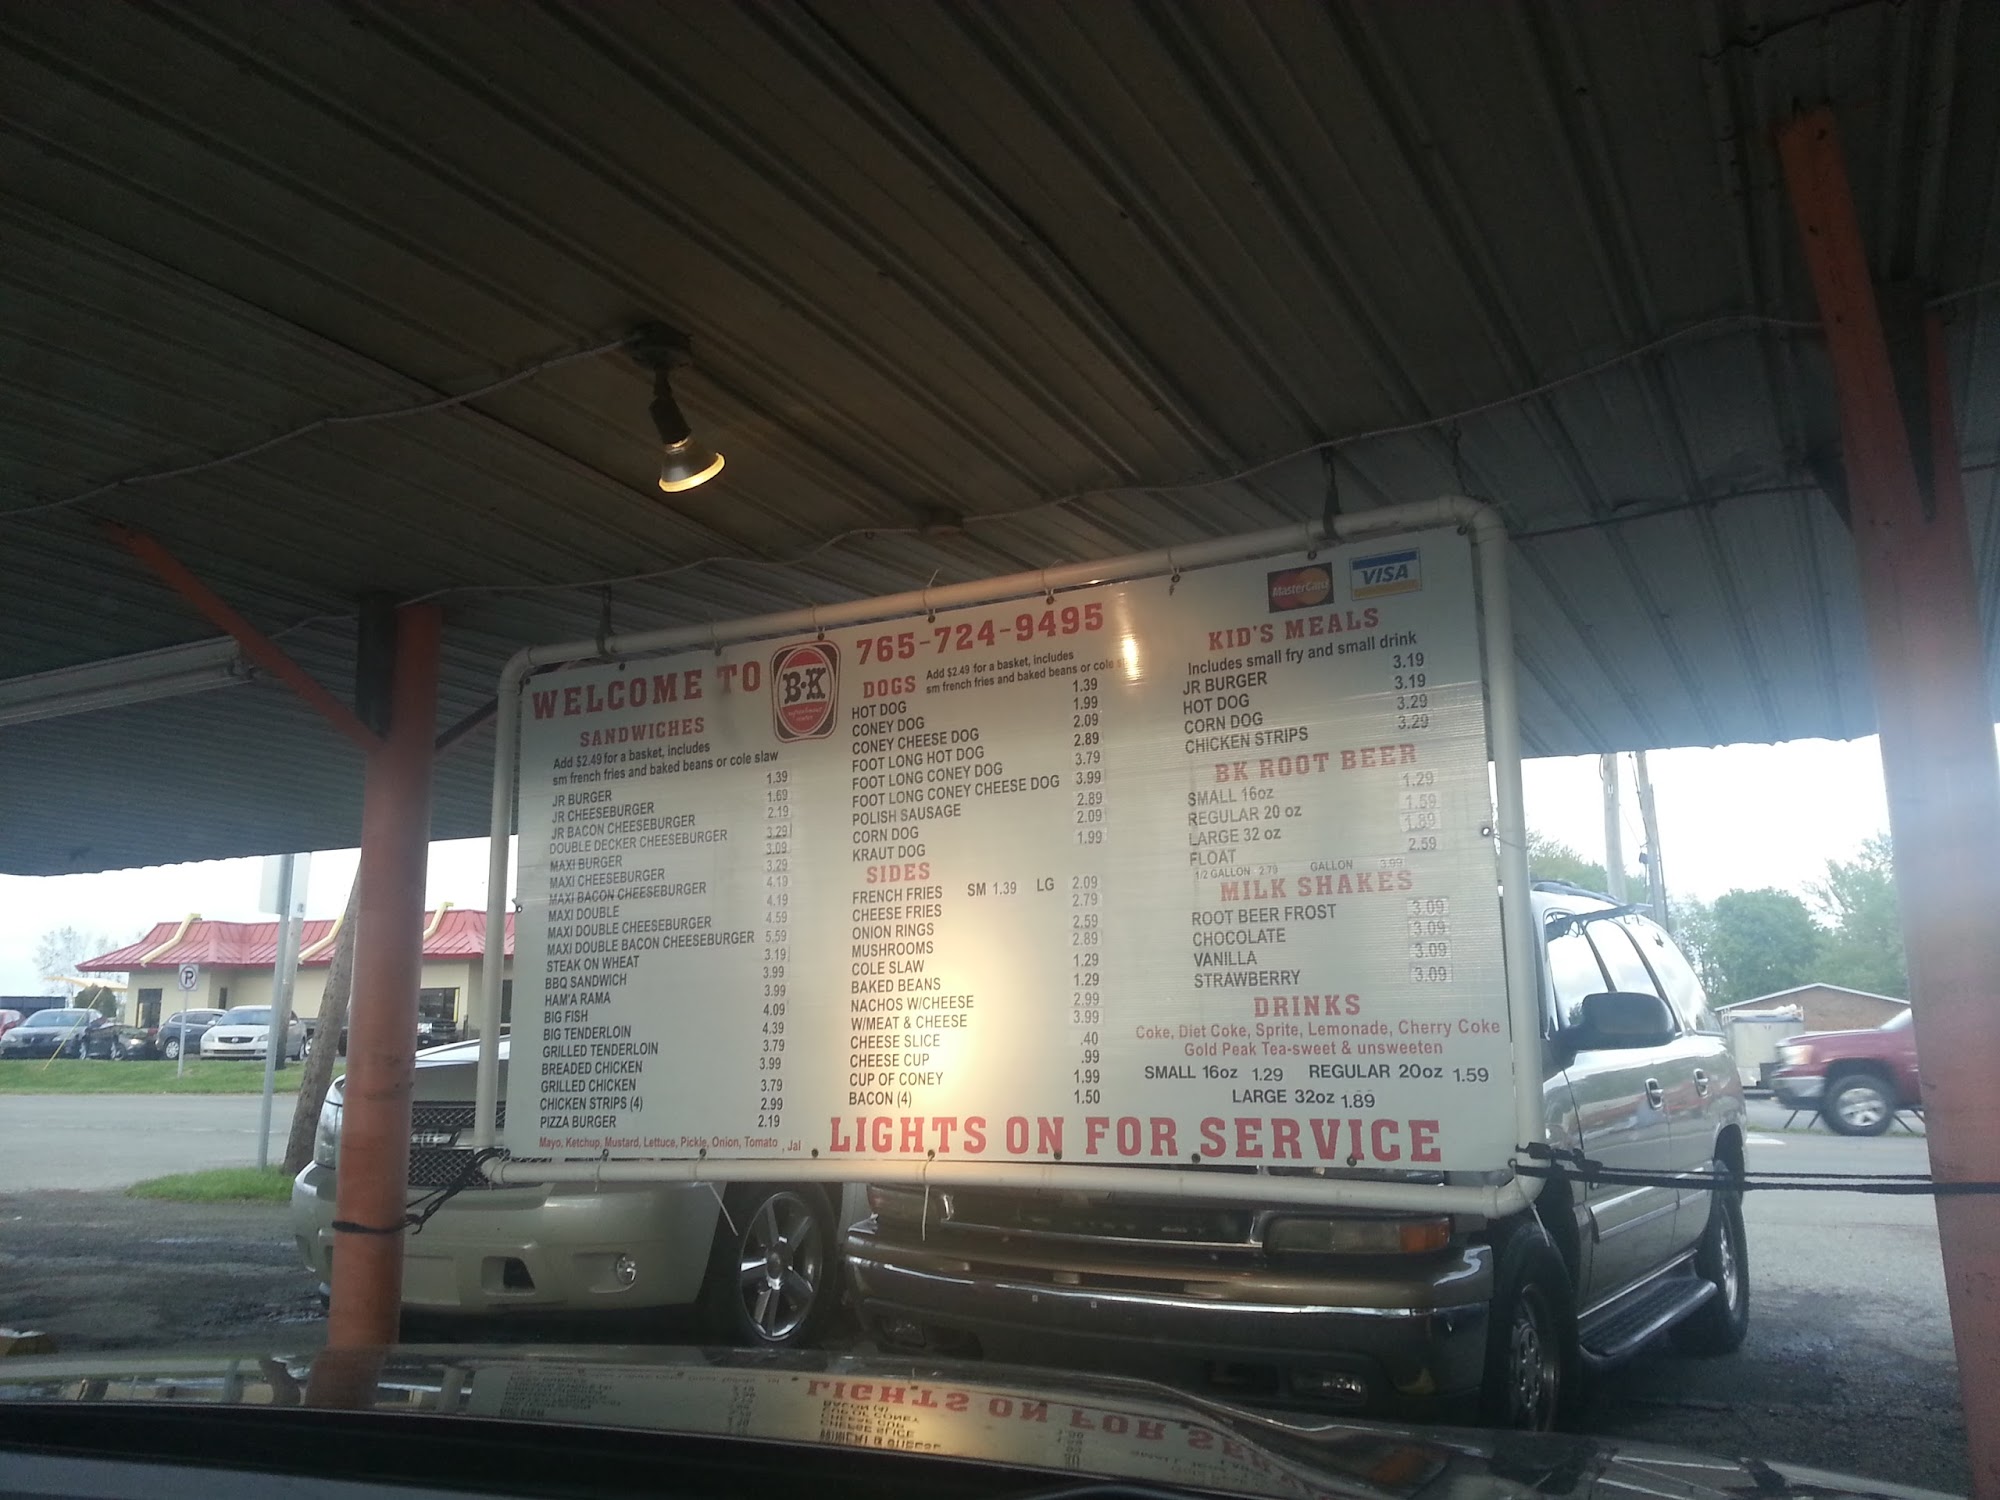 WELCOME TO
B·K
SANDWICHES
Add $2.49 for a basket, includes
sm french fries and baked beans or cole slaw
JR BURGER 1.39
JR CHEESEBURGER 1.69
JR BACON CHEESEBURGER 2.19
DOUBLE DECKER CHEESEBURGER 3.29
MAXI BURGER 3.09
MAXI CHEESEBURGER 3.29
MAXI BACON CHEESEBURGER 4.19
MAXI DOUBLE 4.19
MAXI DOUBLE CHEESEBURGER 4.59
MAXI DOUBLE BACON CHEESEBURGER 5.59
STEAK ON WHEAT 3.19
BBQ SANDWICH 3.99
HAM'A RAMA 3.99
BIG FISH 4.09
BIG TENDERLOIN 4.39
GRILLED TENDERLOIN 3.79
BREADED CHICKEN 3.99
GRILLED CHICKEN 3.79
CHICKEN STRIPS (4) 2.99
PIZZA BURGER 2.19
Mayo, Ketchup, Mustard, Lettuce, Pickle, Onion, Tomato , Jal
765-724-9495
DOGS
Add $2.49 for a basket, includes
sm french fries and baked beans or cole
HOT DOG 1.39
CONEY DOG 1.99
CONEY CHEESE DOG 2.09
FOOT LONG HOT DOG 2.89
FOOT LONG CONEY DOG 3.79
FOOT LONG CONEY CHEESE DOG 3.99
POLISH SAUSAGE 2.89
CORN DOG 2.09
KRAUT DOG 1.99
SIDES
FRENCH FRIES SM 1.39 LG 2.09
CHEESE FRIES 2.79
ONION RINGS 2.59
MUSHROOMS 2.89
COLE SLAW 1.29
BAKED BEANS 1.29
NACHOS W/CHEESE 2.99
W/MEAT & CHEESE 3.99
CHEESE SLICE .40
CHEESE CUP .99
CUP OF CONEY 1.99
BACON (4) 1.50
MasterCard
VISA
KID'S MEALS
Includes small fry and small drink
JR BURGER 3.19
HOT DOG 3.19
CORN DOG 3.29
CHICKEN STRIPS 3.29
BK ROOT BEER
SMALL 16oz 1.29
REGULAR 20 oz 1.59
LARGE 32 oz 1.89
FLOAT 2.59
1/2 GALLON 2.79 GALLON 3.99
MILK SHAKES
ROOT BEER FROST 3.09
CHOCOLATE 3.09
VANILLA 3.09
STRAWBERRY 3.09
DRINKS
Coke, Diet Coke, Sprite, Lemonade, Cherry Coke
Gold Peak Tea-sweet & unsweeten
SMALL 16oz 1.29 REGULAR 20oz 1.59
LARGE 32oz 1.89
LIGHTS ON FOR SERVICE